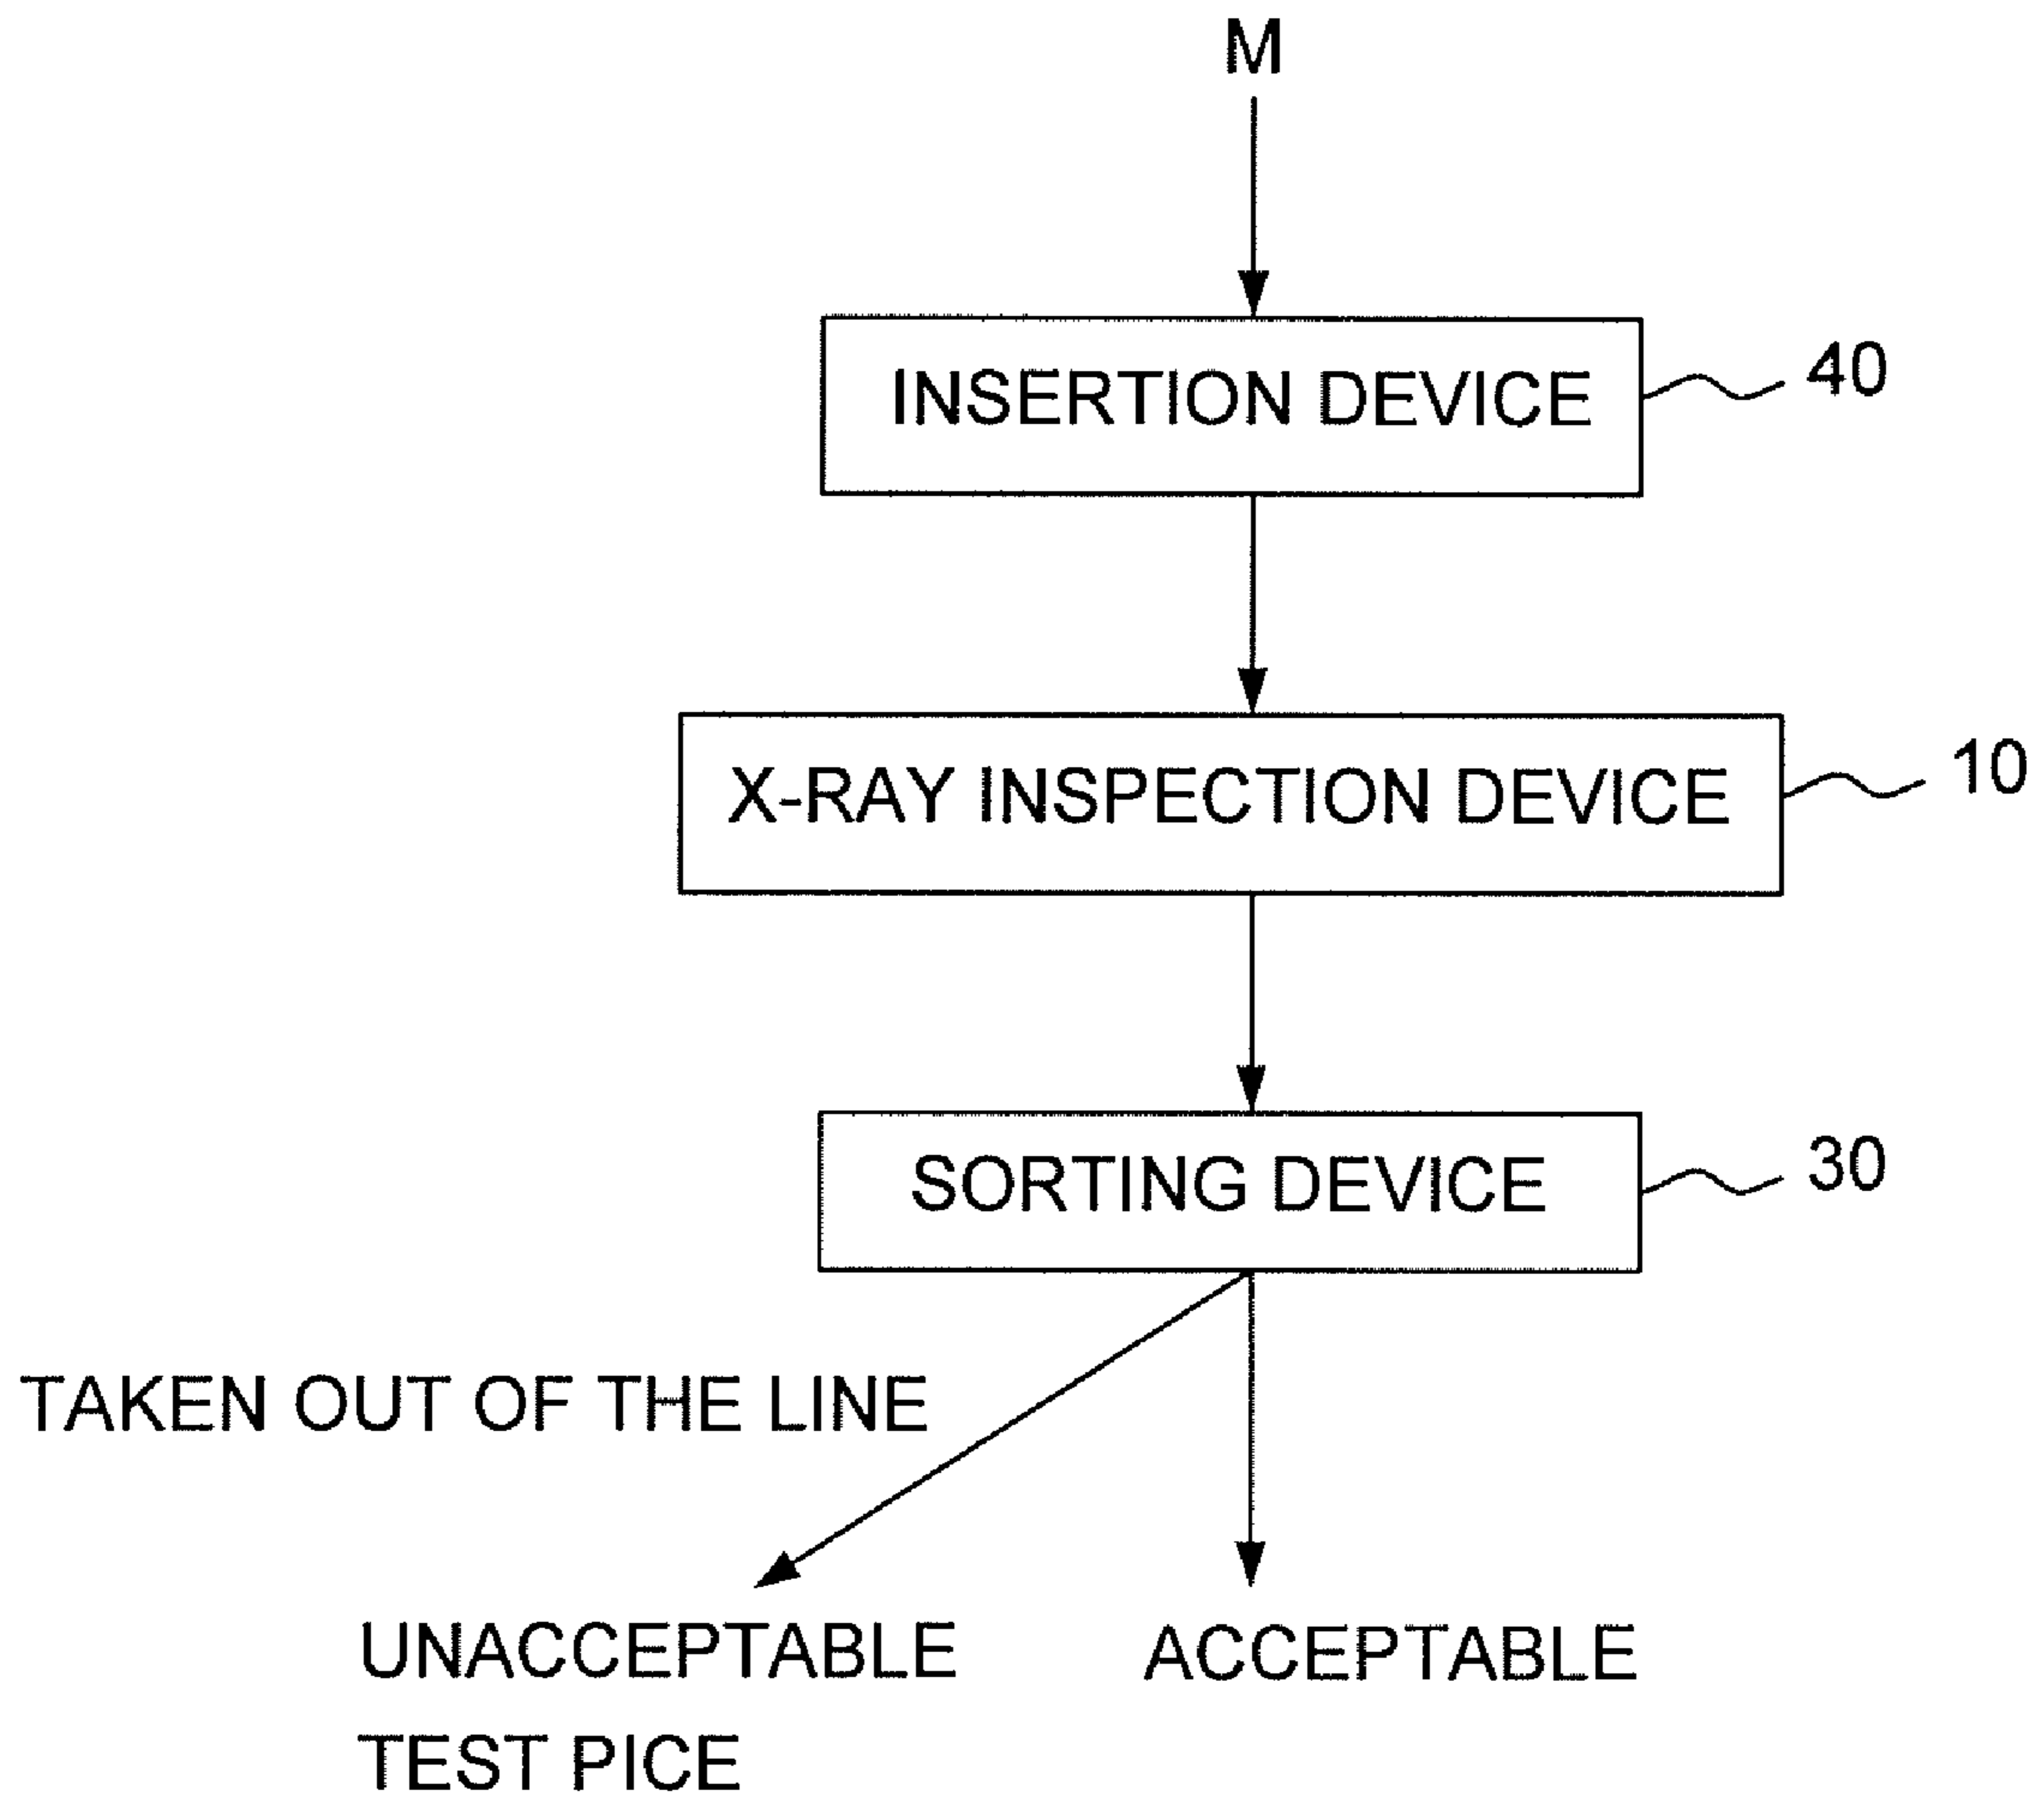 M
INSERTION DEVICE
40
X-RAY INSPECTION DEVICE
10
SORTING DEVICE
30
TAKEN OUT OF THE LINE
UNACCEPTABLE
TEST PICE
ACCEPTABLE